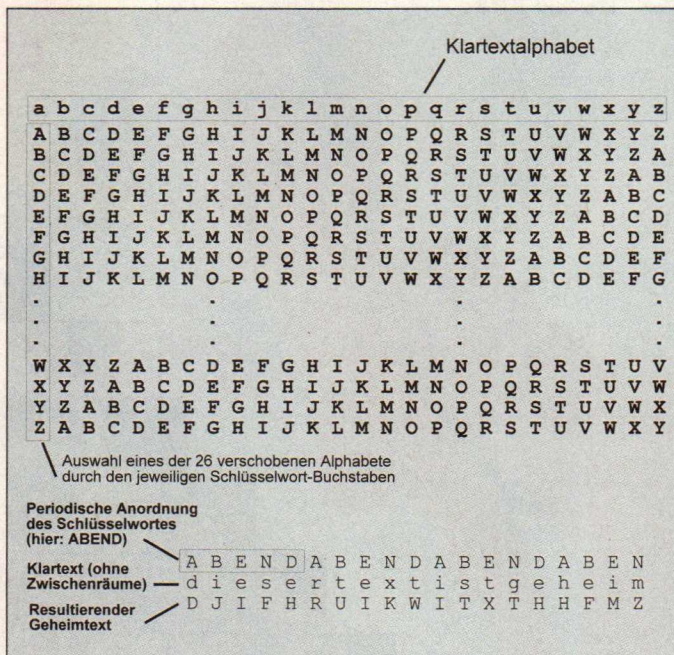 Klartextalphabet
a b c d e f g h i j k l m n o p q r s t u v w x y z
A B C D E F G H I J K L M N O P Q R S T U V W X Y Z
B C D E F G H I J K L M N O P Q R S T U V W X Y Z A
C D E F G H I J K L M N O P Q R S T U V W X Y Z A B
D E F G H I J K L M N O P Q R S T U V W X Y Z A B C
E F G H I J K L M N O P Q R S T U V W X Y Z A B C D
F G H I J K L M N O P Q R S T U V W X Y Z A B C D E
G H I J K L M N O P Q R S T U V W X Y Z A B C D E F
H I J K L M N O P Q R S T U V W X Y Z A B C D E F G
. . . .
. . . .
. . . .
W X Y Z A B C D E F G H I J K L M N O P Q R S T U V
X Y Z A B C D E F G H I J K L M N O P Q R S T U V W
Y Z A B C D E F G H I J K L M N O P Q R S T U V W X
Z A B C D E F G H I J K L M N O P Q R S T U V W X Y
Auswahl eines der 26 verschobenen Alphabete
durch den jeweiligen Schlüsselwort-Buchstaben
Periodische Anordnung
des Schlüsselwortes
(hier: ABEND)
A B E N D A B E N D A B E N D A B E N
Klartext (ohne
Zwischenräume)
d i e s e r t e x t i s t g e h e i m
Resultierender
Geheimtext
D J I F H R U I K W I T X T H H F M Z